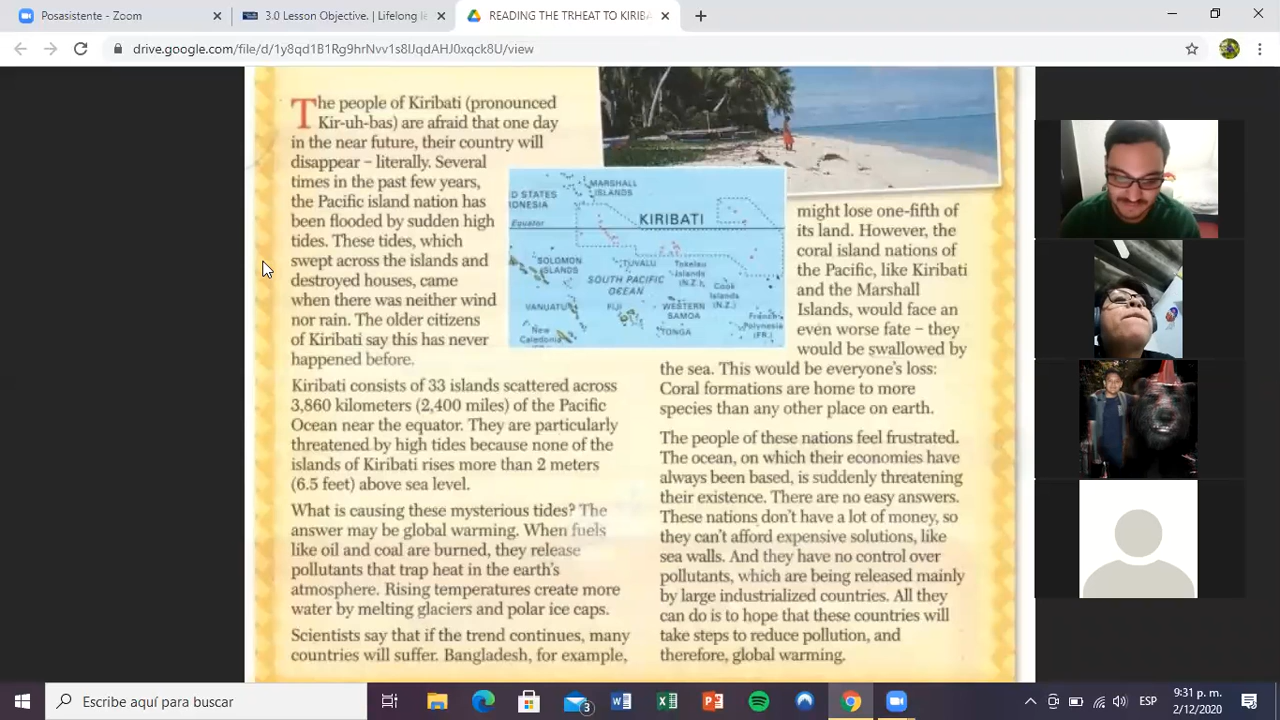 Posasistente - Zoom
3.0 Lesson Objective. | Lifelong le
READING THE TRHEAT TO KIRIBA
drive.google.com/file/d/1y8qd1B1Rg9hrNvv1s8lJqdAHJ0xqck8U/view
The people of Kiribati (pronounced
Kir-uh-bas) are afraid that one day
in the near future, their country will
disappear – literally. Several
times in the past few years,
the Pacific island nation has
been flooded by sudden high
tides. These tides, which
swept across the islands and
destroyed houses, came
when there was neither wind
nor rain. The older citizens
of Kiribati say this has never
happened before.
Kiribati consists of 33 islands scattered across
3,860 kilometers (2,400 miles) of the Pacific
Ocean near the equator. They are particularly
threatened by high tides because none of the
islands of Kiribati rises more than 2 meters
(6.5 feet) above sea level.
What is causing these mysterious tides? The
answer may be global warming. When fuels
like oil and coal are burned, they release
pollutants that trap heat in the earth's
atmosphere. Rising temperatures create more
water by melting glaciers and polar ice caps.
Scientists say that if the trend continues, many
countries will suffer. Bangladesh, for example,
D STATES
ONESIA
MARSHALL
ISLANDS
Equator
KIRIBATI
SOLOMON
ISLANDS
TUVALU
Tokelau
Islands
(N.Z.)
SOUTH PACIFIC
OCEAN
Cook
Islands
(N.Z.)
VANUATU
FIJI
WESTERN
SAMOA
TONGA
French
Polynesia
(FR.)
New
Caledonia
might lose one-fifth of
its land. However, the
coral island nations of
the Pacific, like Kiribati
and the Marshall
Islands, would face an
even worse fate – they
would be swallowed by
the sea. This would be everyone's loss:
Coral formations are home to more
species than any other place on earth.
The people of these nations feel frustrated.
The ocean, on which their economies have
always been based, is suddenly threatening
their existence. There are no easy answers.
These nations don't have a lot of money, so
they can't afford expensive solutions, like
sea walls. And they have no control over
pollutants, which are being released mainly
by large industrialized countries. All they
can do is to hope that these countries will
take steps to reduce pollution, and
therefore, global warming.
Escribe aquí para buscar
3
ESP
9:31 p. m.
2/12/2020